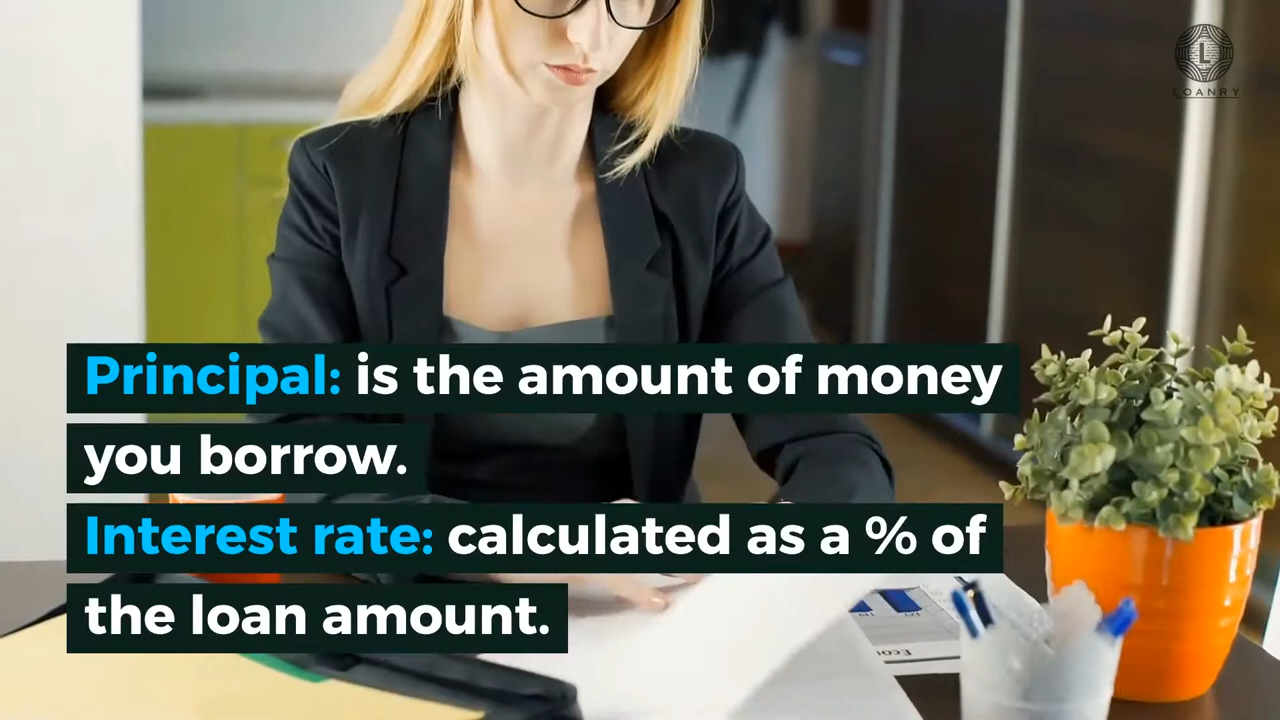 L
LOANRY
Principal: is the amount of money
you borrow.
Interest rate: calculated as a % of
the loan amount.